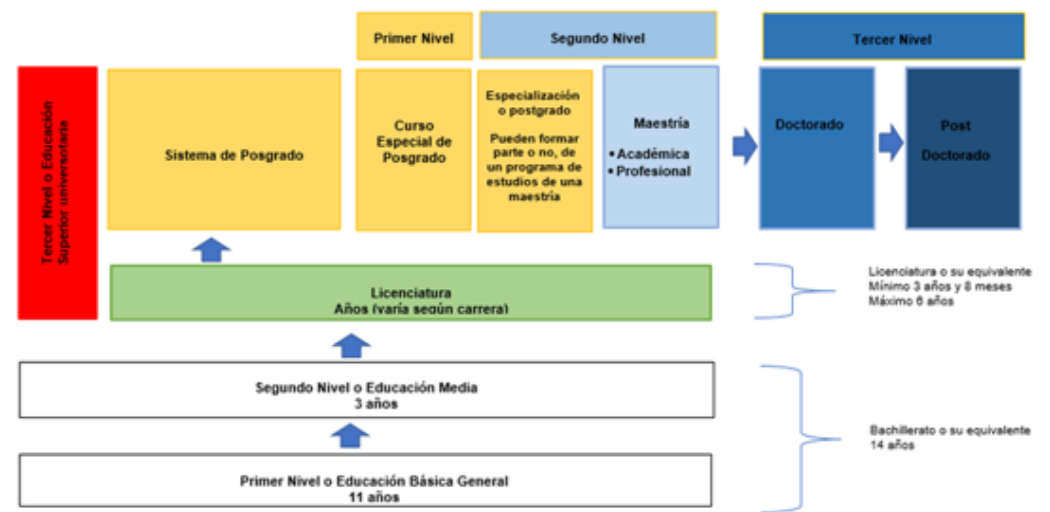 Primer Nivel
Segundo Nivel
Tercer Nivel
Tercer Nivel o Educación
Superior universotaria
Sistema de Posgrado
Curso
Especial de
Posgrado
Especialización
o postgrado
Pueden formar
parte o no, de
un programa de
estudios de una
maestría
Maestría
•Académica
•Profesional
Doctorado
Post
Doctorado
Licenciatura
Años (varía según carrera)
Licenciatura o su equivalente
Mínimo 3 años y 8 meses
Máximo 6 años
Segundo Nivel o Educación Media
3 años
Bachillerato o su equivalente
14 años
Primer Nivel o Educación Básica General
11 años